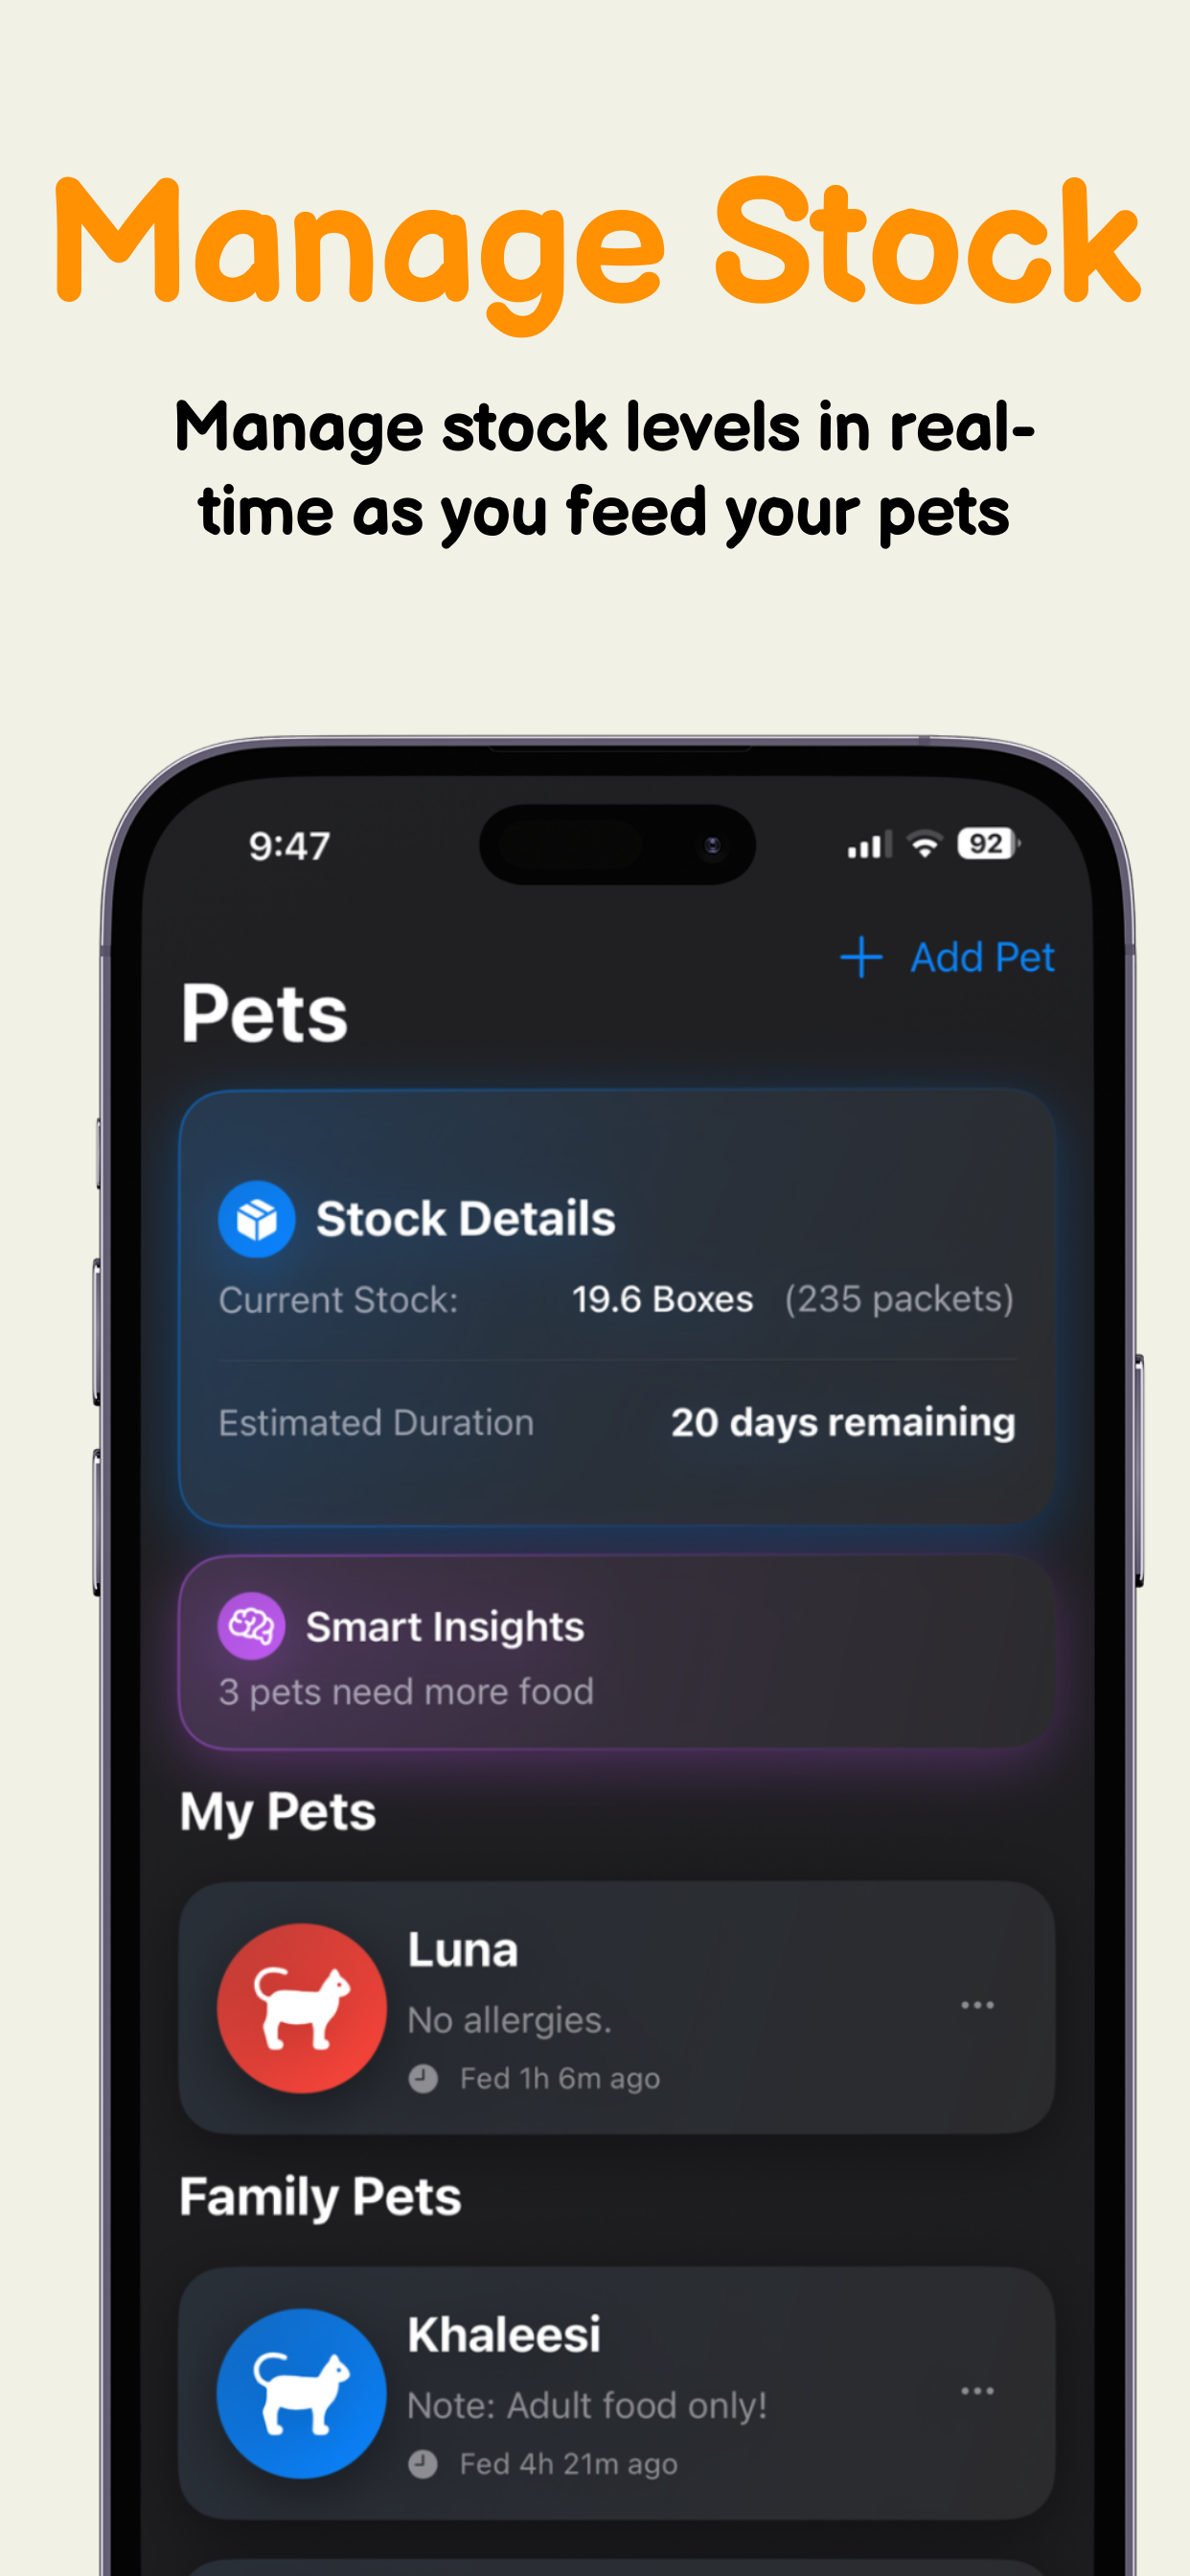 Manage Stock
Manage stock levels in real-
time as you feed your pets
9:47
92
+ Add Pet
Pets
Stock Details
Current Stock: 19.6 Boxes (235 packets)
Estimated Duration 20 days remaining
Smart Insights
3 pets need more food
My Pets
Luna
No allergies.
Fed 1h 6m ago
Family Pets
Khaleesi
Note: Adult food only!
Fed 4h 21m ago